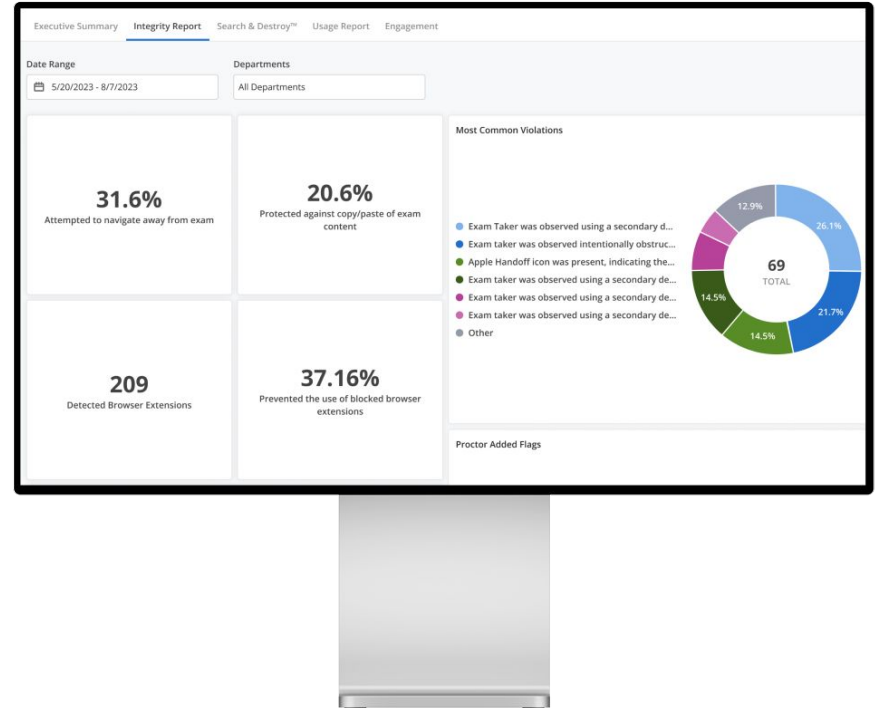 Executive Summary Integrity Report Search & Destroy™ Usage Report Engagement
Date Range
5/20/2023 - 8/7/2023
Departments
All Departments
31.6%
Attempted to navigate away from exam
20.6%
Protected against copy/paste of exam
content
209
Detected Browser Extensions
37.16%
Prevented the use of blocked browser
extensions
Most Common Violations
Exam Taker was observed using a secondary d...
Exam taker was observed intentionally obstruc...
Apple Handoff icon was present, indicating the...
Exam taker was observed using a secondary de...
Exam taker was observed using a secondary de...
Exam taker was observed using a secondary de...
Other
12.9%
26.1%
69
TOTAL
14.5%
21.7%
14.5%
Proctor Added Flags